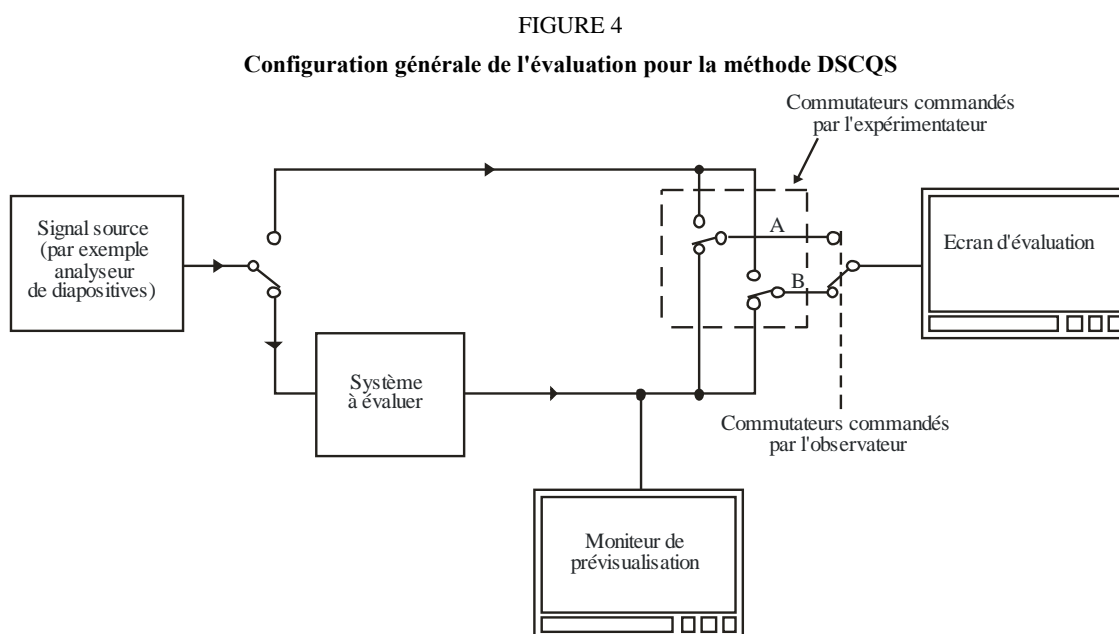 FIGURE 4
Configuration générale de l'évaluation pour la méthode DSCQS
Commutateurs commandés
par l'expérimentateur
Signal source
(par exemple
analyseur
de diapositives)
A
Ecran d'évaluation
B
Système
à évaluer
Commutateurs commandés
par l'observateur
Moniteur de
prévisualisation